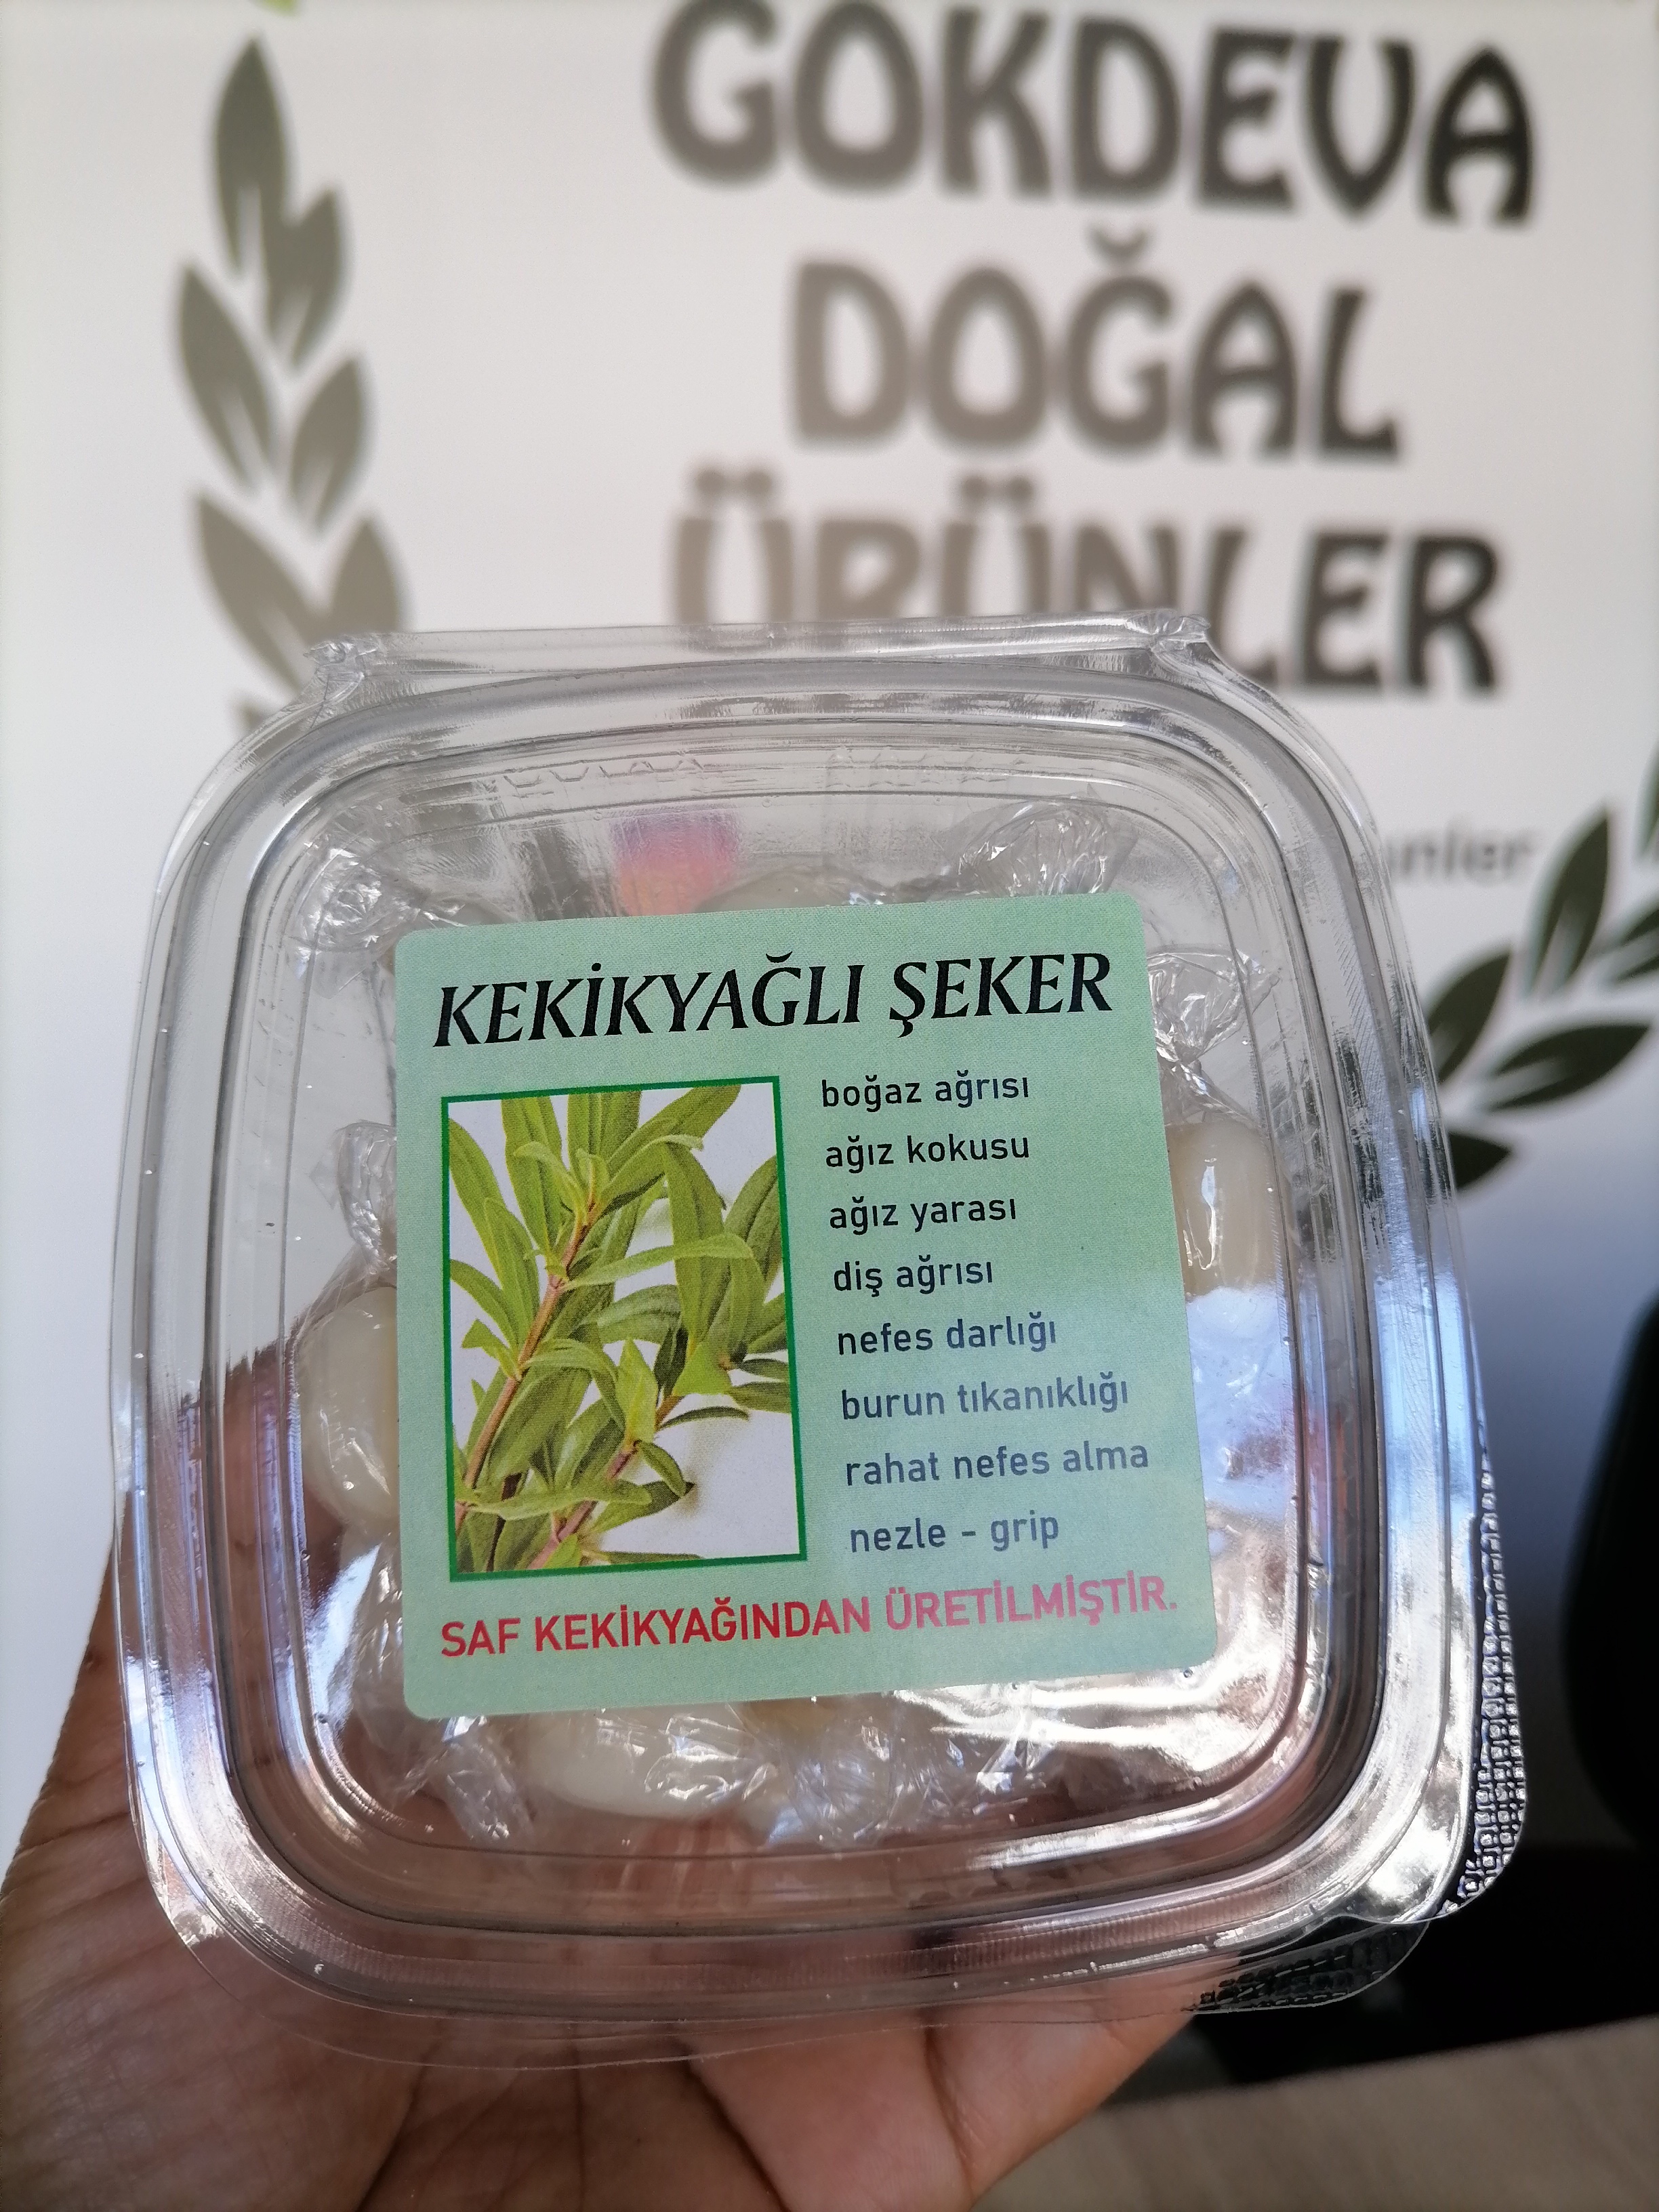 GÖKDEVA
DOĞAL
ÜRÜNLER
KEKİKYAĞLI ŞEKER
boğaz ağrısı
ağız kokusu
ağız yarası
diş ağrısı
nefes darlığı
burun tıkanıklığı
rahat nefes alma
nezle - grip
SAF KEKİKYAĞINDAN ÜRETİLMİŞTİR.